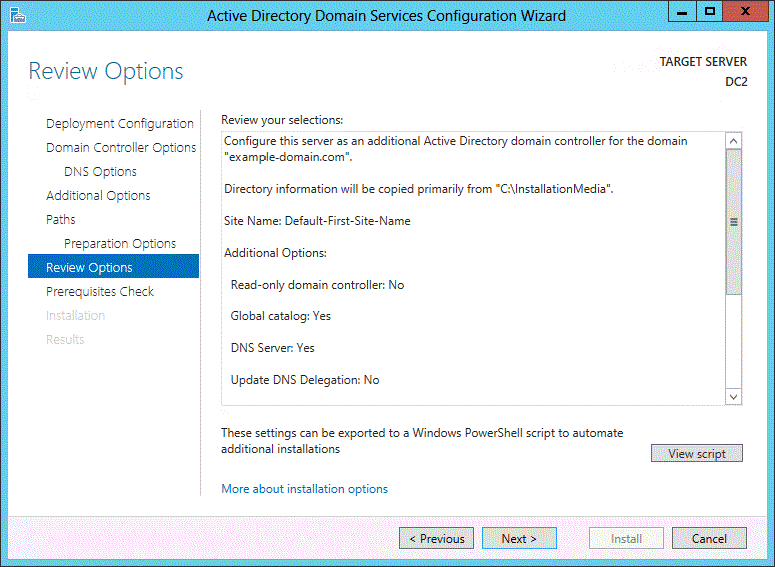 Active Directory Domain Services Configuration Wizard
Review Options
TARGET SERVER
DC2
Deployment Configuration
Domain Controller Options
DNS Options
Additional Options
Paths
Preparation Options
Review Options
Prerequisites Check
Installation
Results
Review your selections:
Configure this server as an additional Active Directory domain controller for the domain
"example-domain.com".
Directory information will be copied primarily from "C:\InstallationMedia".
Site Name: Default-First-Site-Name
Additional Options:
Read-only domain controller: No
Global catalog: Yes
DNS Server: Yes
Update DNS Delegation: No
These settings can be exported to a Windows PowerShell script to automate
additional installations
View script
More about installation options
< Previous
Next >
Install
Cancel